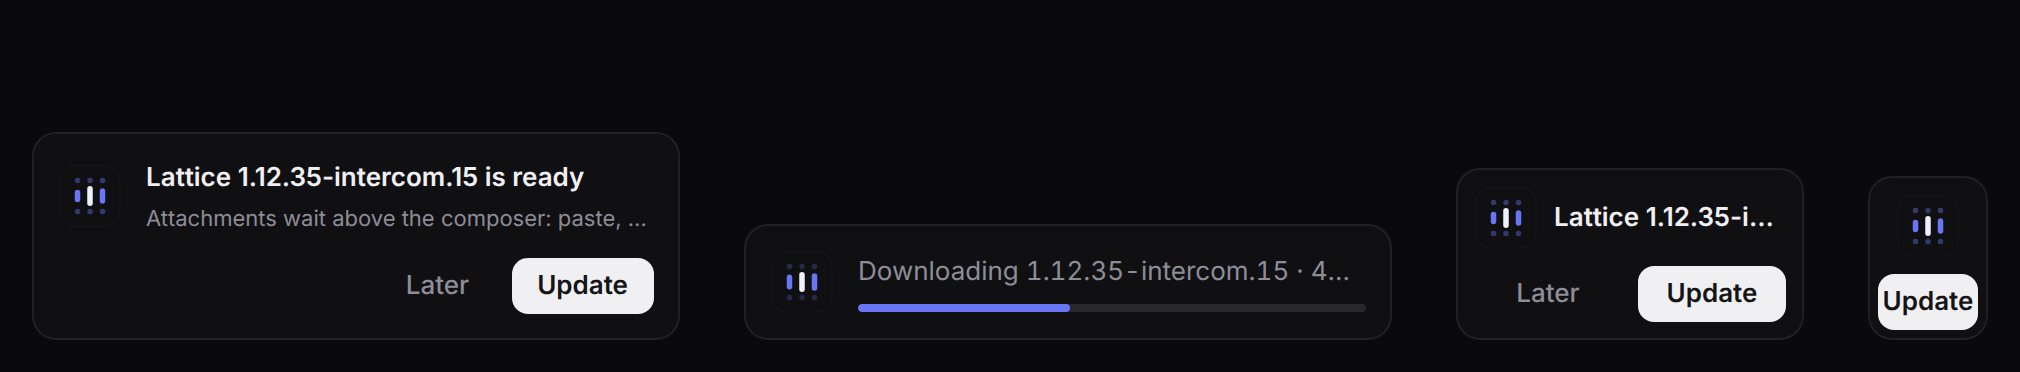 Lattice 1.12.35-intercom.15 is ready
Attachments wait above the composer: paste, ...
Later
Update
Downloading 1.12.35-intercom.15 · 4...
Lattice 1.12.35-i...
Later
Update
Update